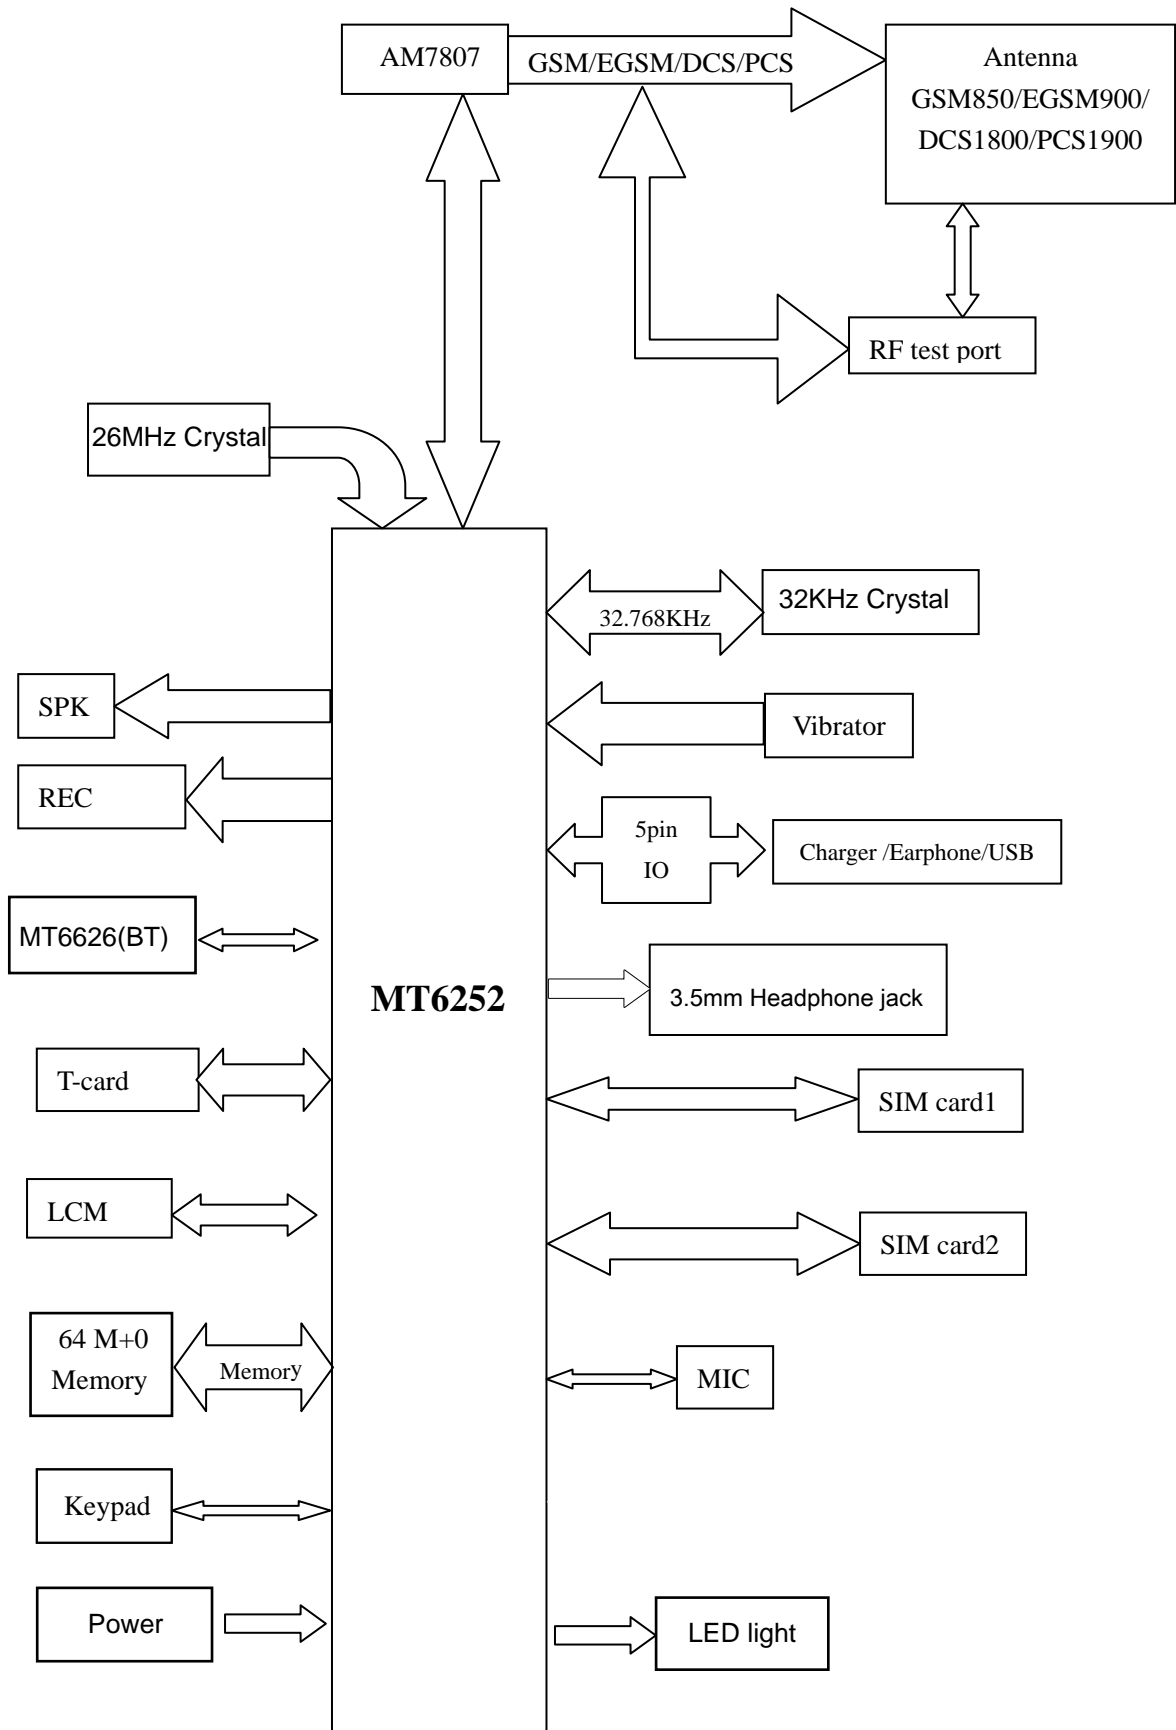 AM7807
GSM/EGSM/DCS/PCS
Antenna
GSM850/EGSM900/
DCS1800/PCS1900
RF test port
26MHz Crystal
32.768KHz
32KHz Crystal
SPK
Vibrator
REC
5pin
IO
Charger /Earphone/USB
MT6626(BT)
MT6252
3.5mm Headphone jack
T-card
SIM card1
LCM
SIM card2
64 M+0
Memory
Memory
MIC
Keypad
Power
LED light